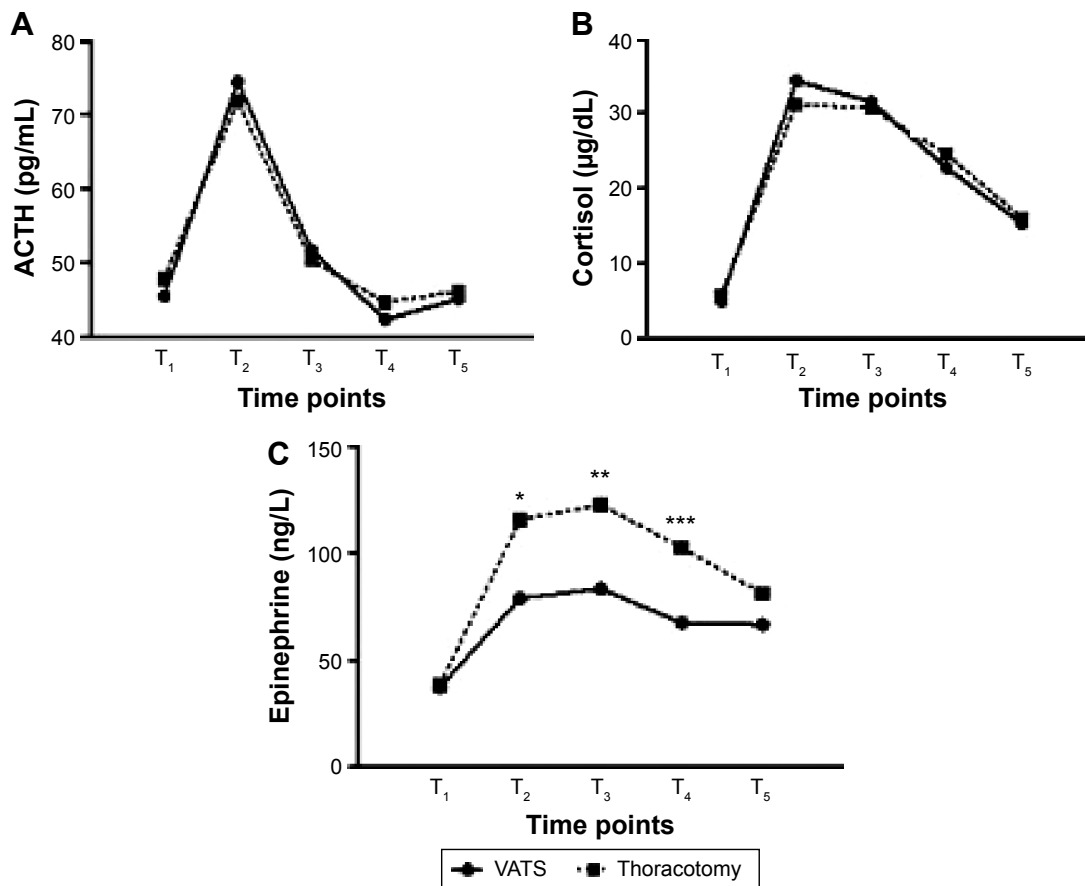 A
80
70
60
50
40
ACTH (pg/mL)
T₁ T₂ T₃ T₄ T₅
Time points
B
40
30
20
10
0
Cortisol (µg/dL)
T₁ T₂ T₃ T₄ T₅
Time points
C
150
100
50
0
Epinephrine (ng/L)
* ** ***
T₁ T₂ T₃ T₄ T₅
Time points
VATS Thoracotomy